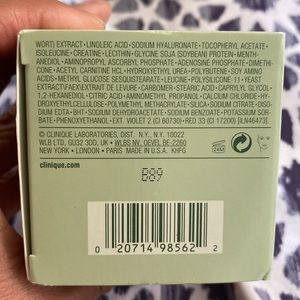 WORT) EXTRACT•LINOLEIC ACID•SODIUM HYALURONATE•TOCOPHERYL ACETATE•
ISOLEUCINE•CREATINE•LECITHIN•GLYCINE SOJA (SOYBEAN) PROTEIN•MENTH-
ANEDIOL•AMINOPROPYL ASCORBYL PHOSPHATE•ADENOSINE PHOSPHATE•DIMETHI-
CONE•ACETYL CARNITINE HCL•HYDROXYETHYL UREA•POLYBUTENE•SOY AMINO
ACIDS•METHYL GLUCOSE SESQUISTEARATE•LEUCINE•POLYSILICONE-11•YEAST
EXTRACT\FAEX\EXTRAIT DE LEVURE•CARBOMER•STEARIC ACID•CAPRYLYL GLYCOL•
1,2-HEXANEDIOL•CITRIC ACID•AMINOMETHYL PROPANOL•CALCIUM CHLORIDE•HY-
DROXYETHYLCELLULOSE•POLYMETHYL METHACRYLATE•SILICA•SODIUM CITRATE•DISO-
DIUM EDTA•BHT•SODIUM DEHYDROACETATE•SODIUM BENZOATE•POTASSIUM SOR-
BATE•PHENOXYETHANOL•EXT. VIOLET 2 (CI 60730)•RED 33 (CI 17200) [ILN46473]
© CLINIQUE LABORATORIES, DIST. N.Y., N.Y. 10022
WLB LTD, GU32 3DD, UK • WLBS NV, OEVEL BE-2260
NEW YORK • LONDON • PARIS MADE IN U.S.A. KHFG
24M
clinique.com
B89
0 20714 98562 2